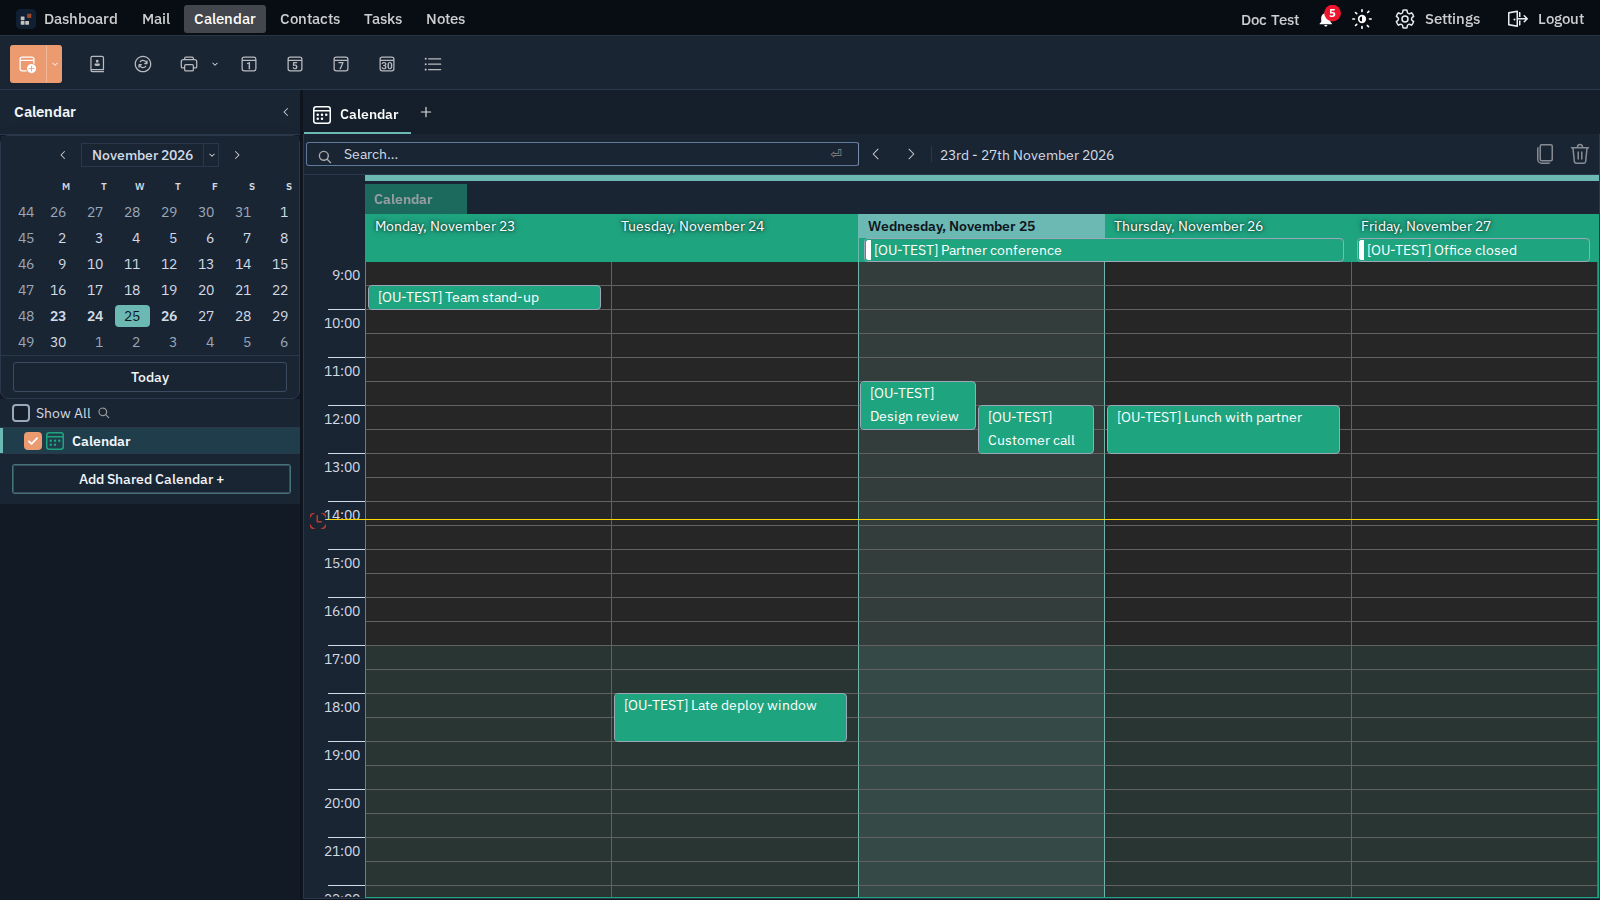 Dashboard Mail Calendar Contacts Tasks Notes Doc Test 5 Settings Logout
1 5 7 30
Calendar
Calendar
November 2026
Search...
23rd - 27th November 2026
M T W T F S S
44 26 27 28 29 30 31 1
45 2 3 4 5 6 7 8
46 9 10 11 12 13 14 15
47 16 17 18 19 20 21 22
48 23 24 25 26 27 28 29
49 30 1 2 3 4 5 6
Today
Show All
Calendar
Add Shared Calendar +
Calendar
Monday, November 23 Tuesday, November 24 Wednesday, November 25 Thursday, November 26 Friday, November 27
[OU-TEST] Partner conference [OU-TEST] Office closed
9:00
[OU-TEST] Team stand-up
10:00
11:00
[OU-TEST]
Design review
12:00
[OU-TEST]
Customer call
[OU-TEST] Lunch with partner
13:00
14:00
15:00
16:00
17:00
18:00
[OU-TEST] Late deploy window
19:00
20:00
21:00